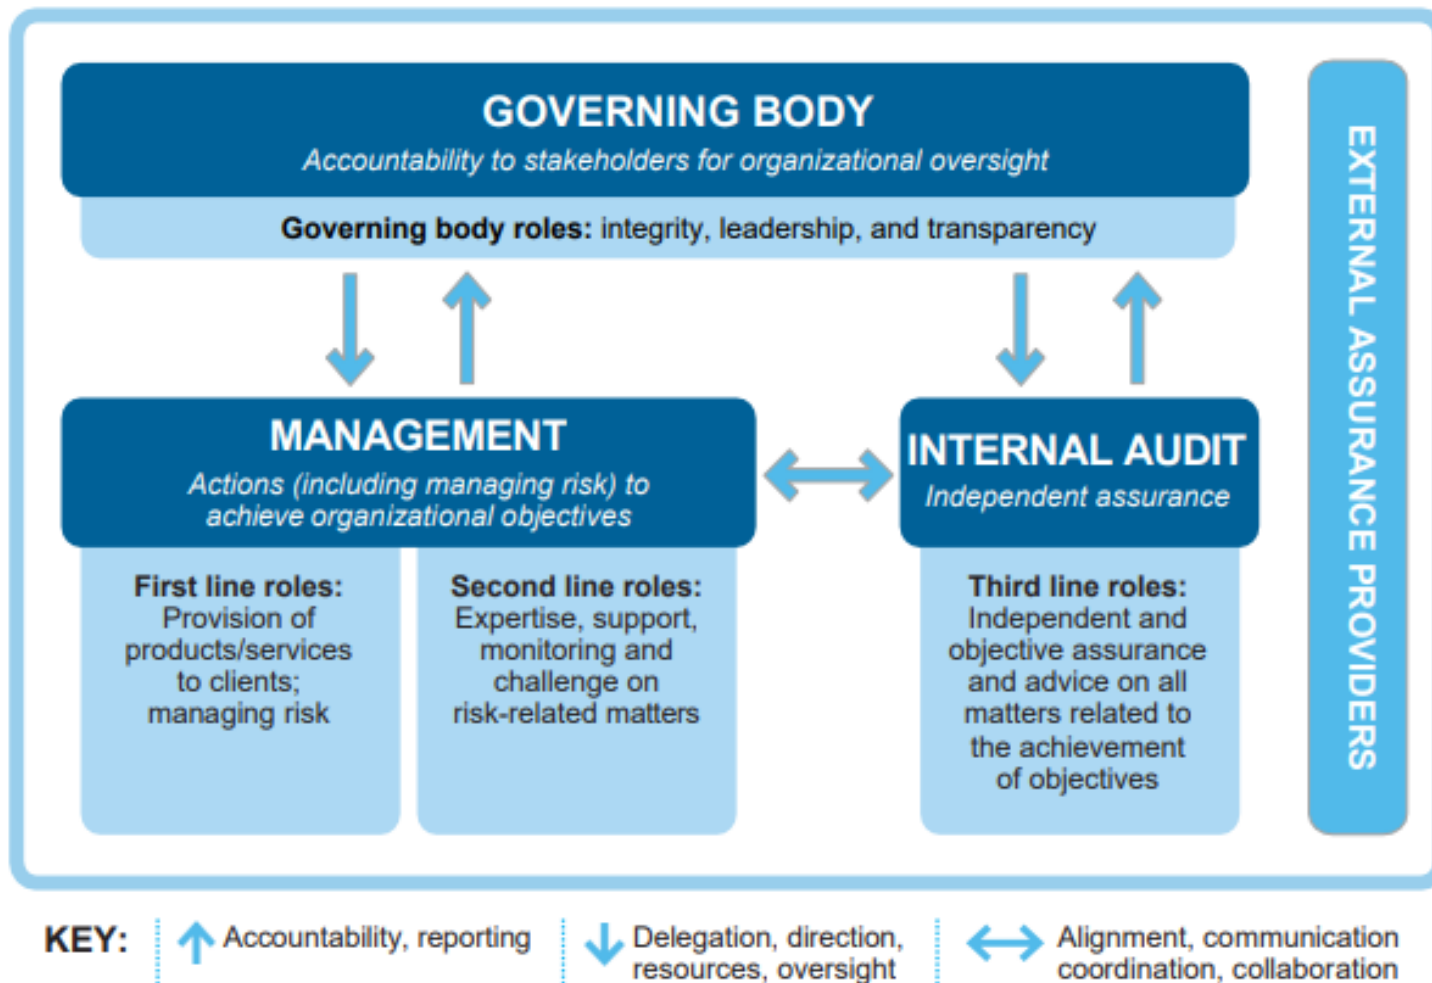 GOVERNING BODY
Accountability to stakeholders for organizational oversight
Governing body roles: integrity, leadership, and transparency
MANAGEMENT
Actions (including managing risk) to
achieve organizational objectives
INTERNAL AUDIT
Independent assurance
First line roles:
Provision of
products/services
to clients;
managing risk
Second line roles:
Expertise, support,
monitoring and
challenge on
risk-related matters
Third line roles:
Independent and
objective assurance
and advice on all
matters related to
the achievement
of objectives
EXTERNAL ASSURANCE PROVIDERS
KEY:
Accountability, reporting
Delegation, direction,
resources, oversight
Alignment, communication
coordination, collaboration